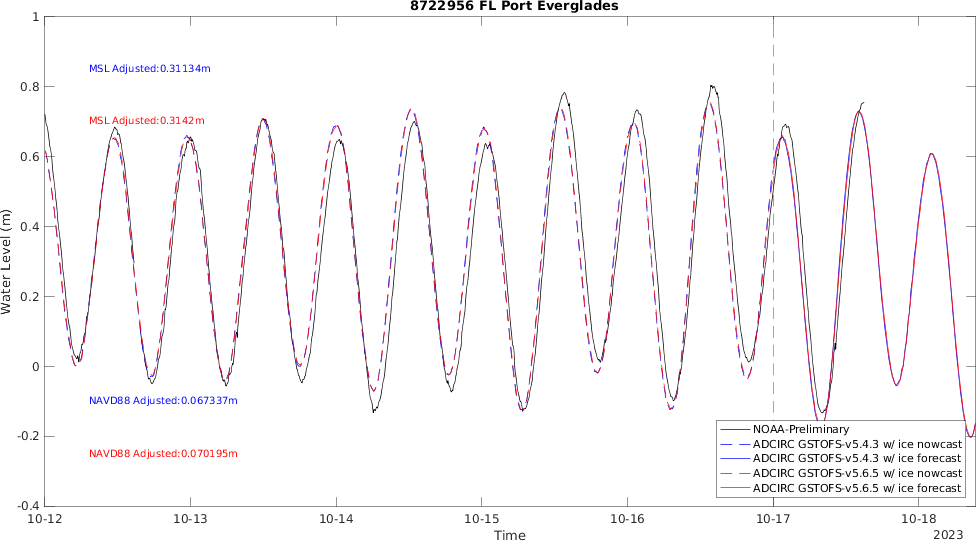 8722956 FL Port Everglades
Water Level (m)
1
0.8
0.6
0.4
0.2
0
-0.2
-0.4
MSL Adjusted:0.31134m
MSL Adjusted:0.3142m
NAVD88 Adjusted:0.067337m
NAVD88 Adjusted:0.070195m
NOAA-Preliminary
ADCIRC GSTOFS-v5.4.3 w/ ice nowcast
ADCIRC GSTOFS-v5.4.3 w/ ice forecast
ADCIRC GSTOFS-v5.6.5 w/ ice nowcast
ADCIRC GSTOFS-v5.6.5 w/ ice forecast
10-12 10-13 10-14 10-15 10-16 10-17 10-18
Time
2023